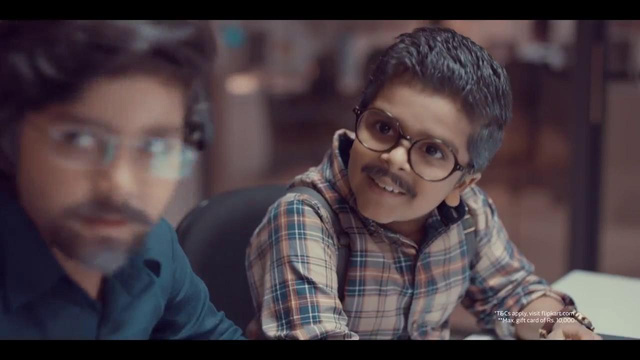 *T&Cs apply, visit flipkart.com
**Max. gift card of Rs. 10,000